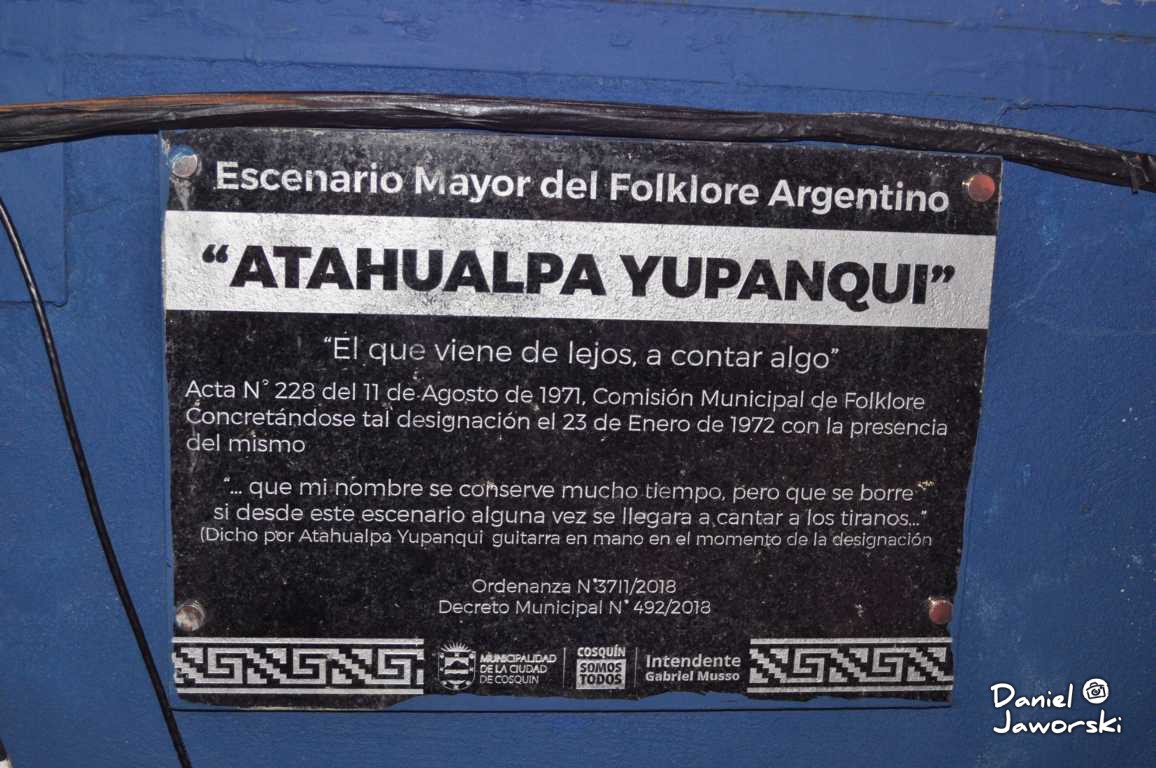 Escenario Mayor del Folklore Argentino
“ATAHUALPA YUPANQUI”
“El que viene de lejos, a contar algo”
Acta N° 228 del 11 de Agosto de 1971, Comisión Municipal de Folklore
Concretándose tal designación el 23 de Enero de 1972 con la presencia
del mismo
“... que mi nombre se conserve mucho tiempo, pero que se borre
si desde este escenario alguna vez se llegara a cantar a los tiranos...”
(Dicho por Atahualpa Yupanqui guitarra en mano en el momento de la designación
Ordenanza N°3711/2018
Decreto Municipal N° 492/2018
MUNICIPALIDAD
DE LA CIUDAD
DE COSQUIN
COSQUÍN
SOMOS
TODOS
Intendente
Gabriel Musso
Daniel
Jaworski